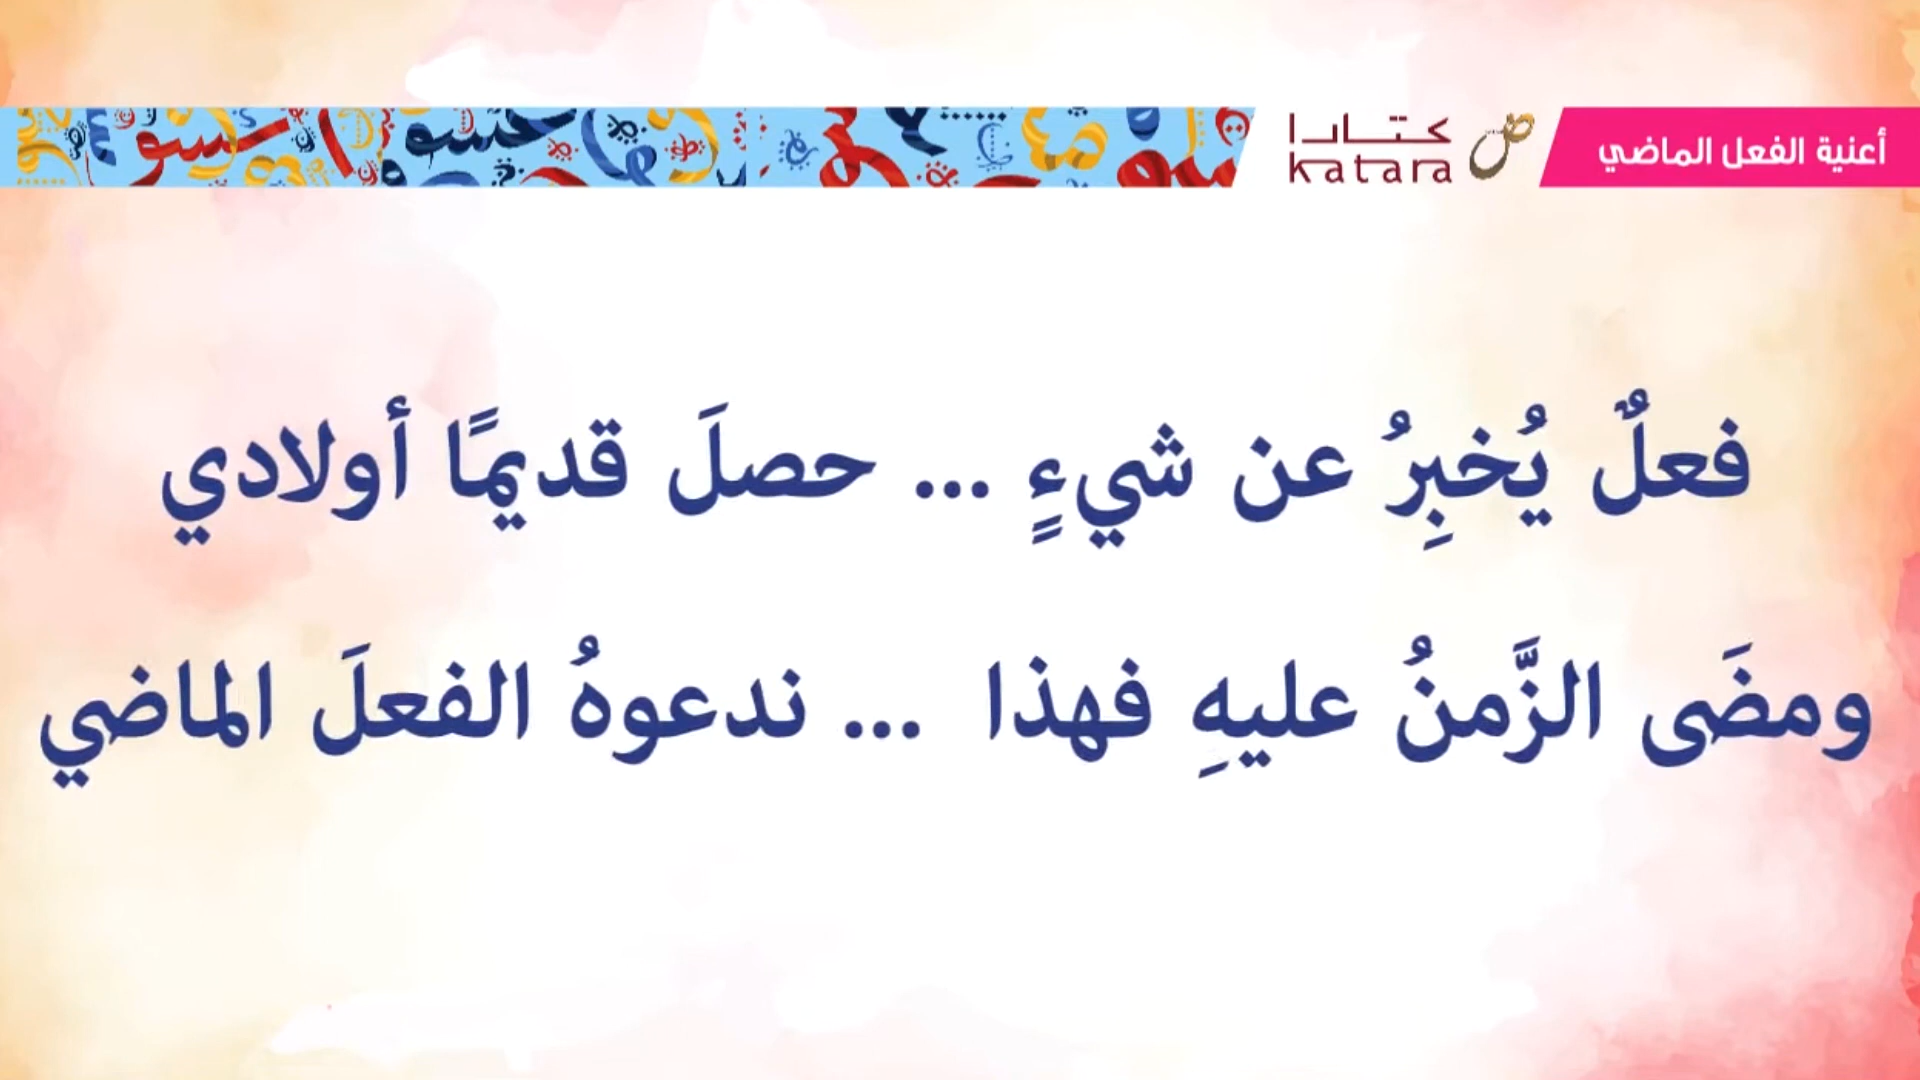 أعنية الفعل الماضي
كتارا
katara
فعلٌ يُخبِرُ عن شيءٍ ... حصلَ قديمًا أولادي
ومضَى الزَّمنُ عليهِ فهذا ... ندعوهُ الفعلَ الماضي